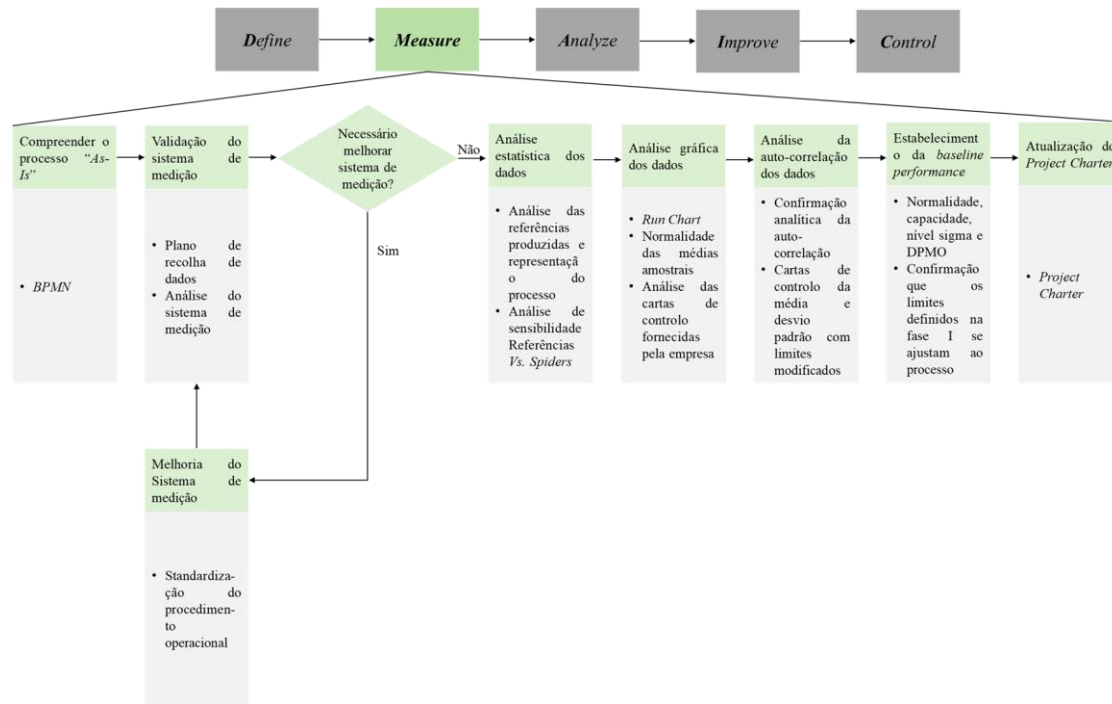 Define
Measure
Analyze
Improve
Control
Compreender o
processo “As-
Is”
• BPMN
Validação do
sistema de
medição
• Plano de
recolha de
dados
• Análise do
sistema de
medição
Necessário
melhorar
sistema de
medição?
Não
Sim
Melhoria do
Sistema de
medição
• Standardiza-
ção do
procedimen-
to
operacional
Análise
estatística dos
dados
• Análise das
referências
produzidas e
representaçã
o do
processo
• Análise de
sensibilidade
Referências
Vs. Spiders
Análise gráfica
dos dados
• Run Chart
• Normalidade
das médias
amostrais
• Análise das
cartas de
controlo
fornecidas
pela empresa
Análise da
auto-correlação
dos dados
• Confirmação
analítica da
auto-
correlação
• Cartas de
controlo da
média e
desvio
padrão com
limites
modificados
Estabeleciment
o da baseline
performance
• Normalidade,
capacidade,
nível sigma e
DPMO
• Confirmação
que os
limites
definidos na
fase I se
ajustam ao
processo
Atualização do
Project Charter
• Project
Charter